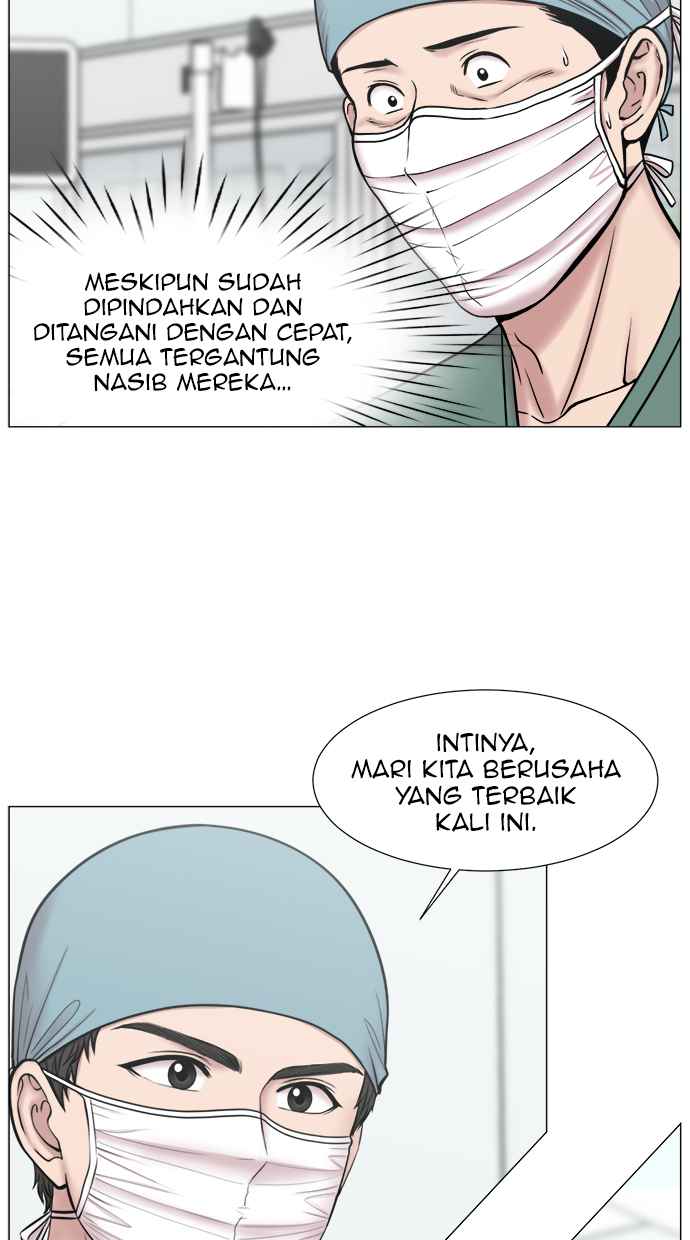 MESKIPUN SUDAH
DIPINDAHKAN DAN
DITANGANI DENGAN CEPAT,
SEMUA TERGANTUNG
NASIB MEREKA...
INTINYA,
MARI KITA BERUSAHA
YANG TERBAIK
KALI INI.